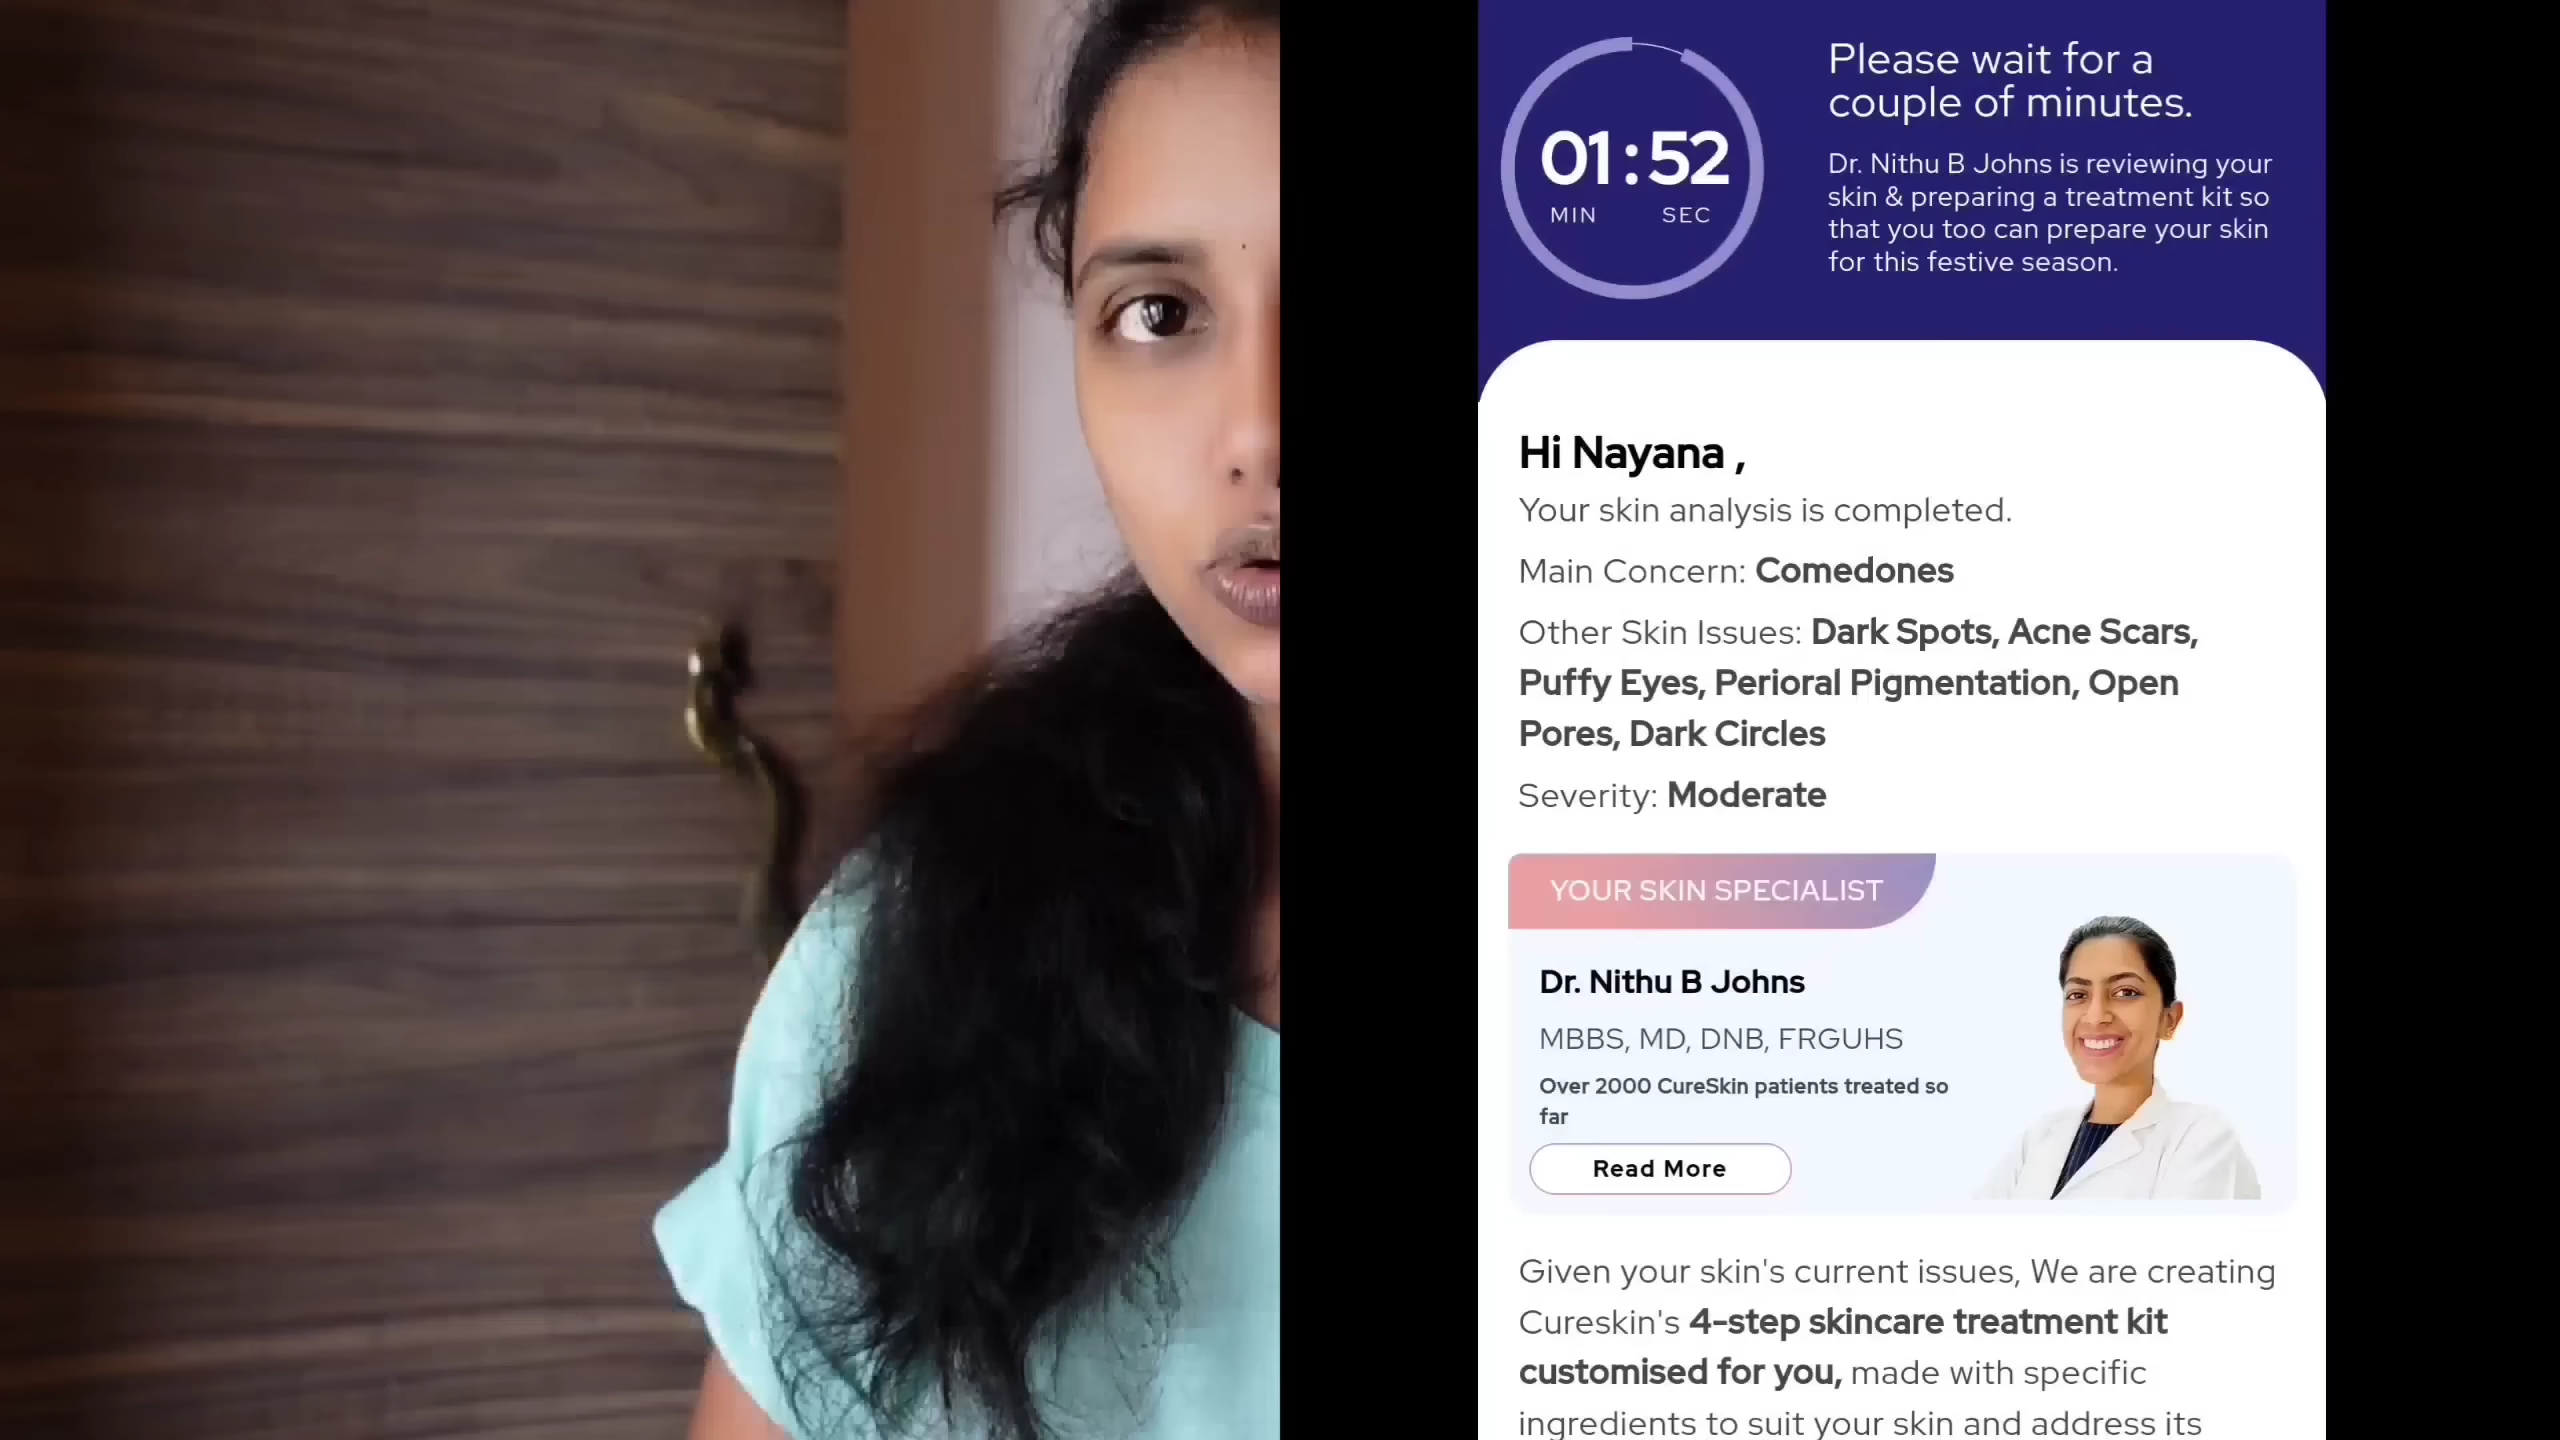 Please wait for a
couple of minutes.
01:52
MIN SEC
Dr. Nithu B Johns is reviewing your
skin & preparing a treatment kit so
that you too can prepare your skin
for this festive season.
Hi Nayana ,
Your skin analysis is completed.
Main Concern: Comedones
Other Skin Issues: Dark Spots, Acne Scars,
Puffy Eyes, Perioral Pigmentation, Open
Pores, Dark Circles
Severity: Moderate
YOUR SKIN SPECIALIST
Dr. Nithu B Johns
MBBS, MD, DNB, FRGUHS
Over 2000 CureSkin patients treated so
far
Read More
Given your skin's current issues, We are creating
Cureskin's 4-step skincare treatment kit
customised for you, made with specific
ingredients to suit your skin and address its